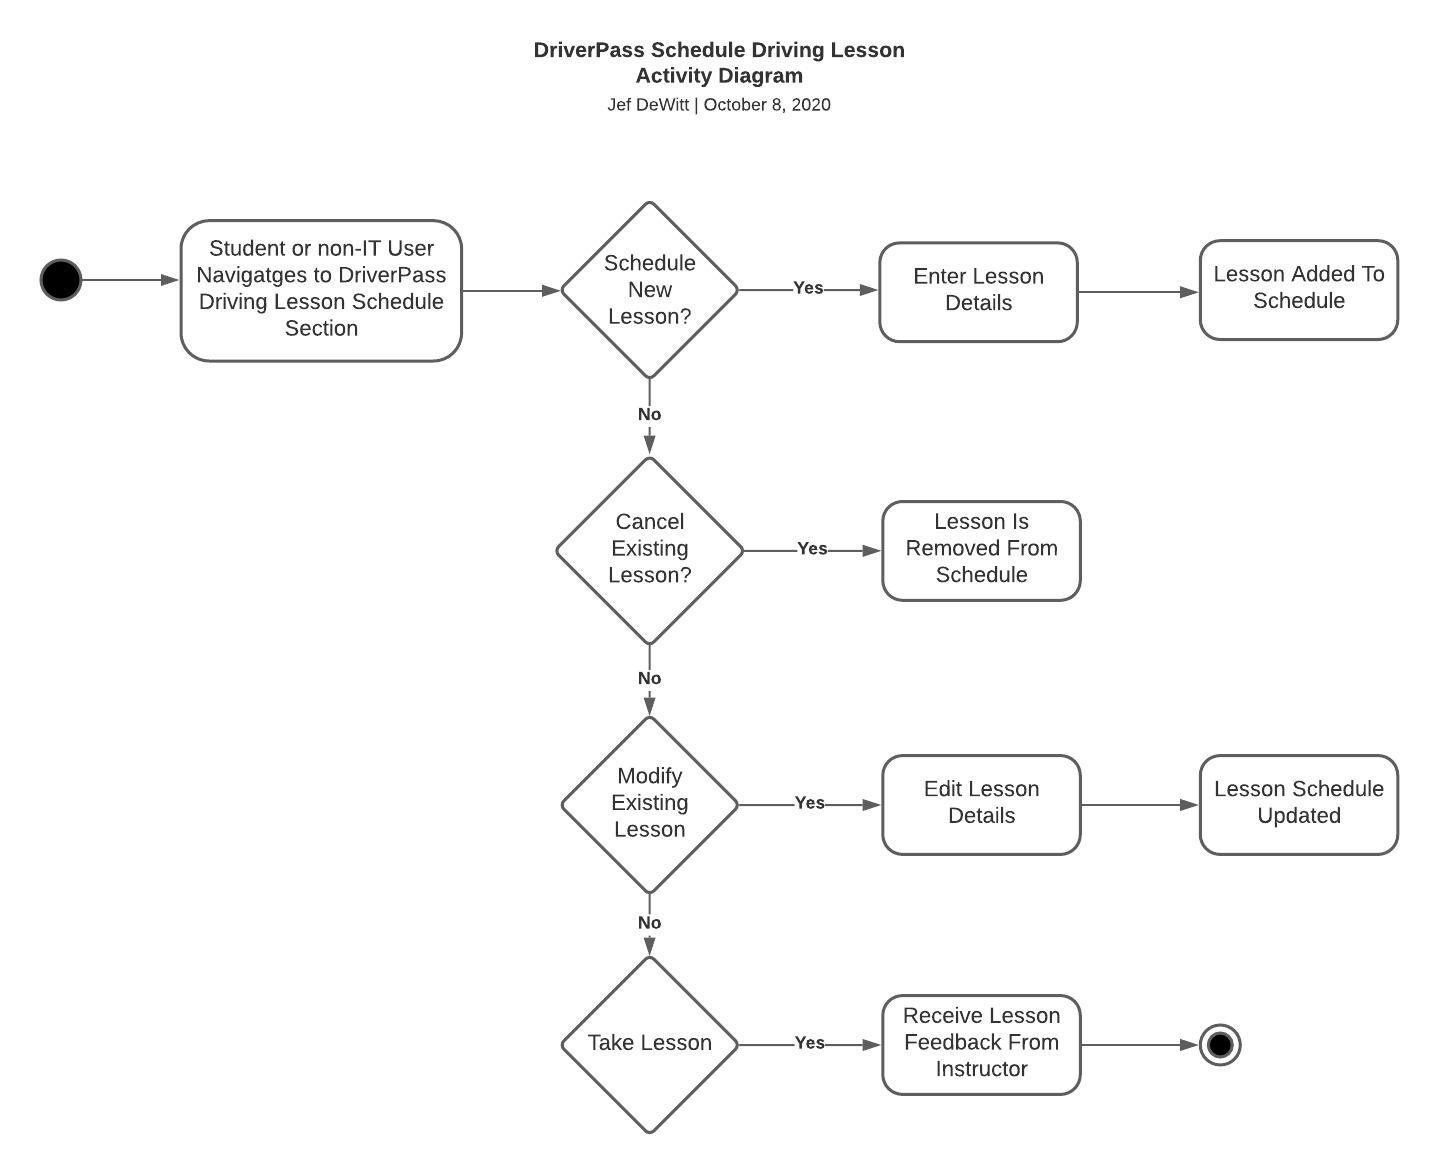 DriverPass Schedule Driving Lesson
Activity Diagram
Jef DeWitt | October 8, 2020
Student or non-IT User
Navigatges to DriverPass
Driving Lesson Schedule
Section
Schedule
New
Lesson?
Yes
Enter Lesson
Details
Lesson Added To
Schedule
No
Cancel
Existing
Lesson?
Yes
Lesson Is
Removed From
Schedule
No
Modify
Existing
Lesson
Yes
Edit Lesson
Details
Lesson Schedule
Updated
No
Take Lesson
Yes
Receive Lesson
Feedback From
Instructor